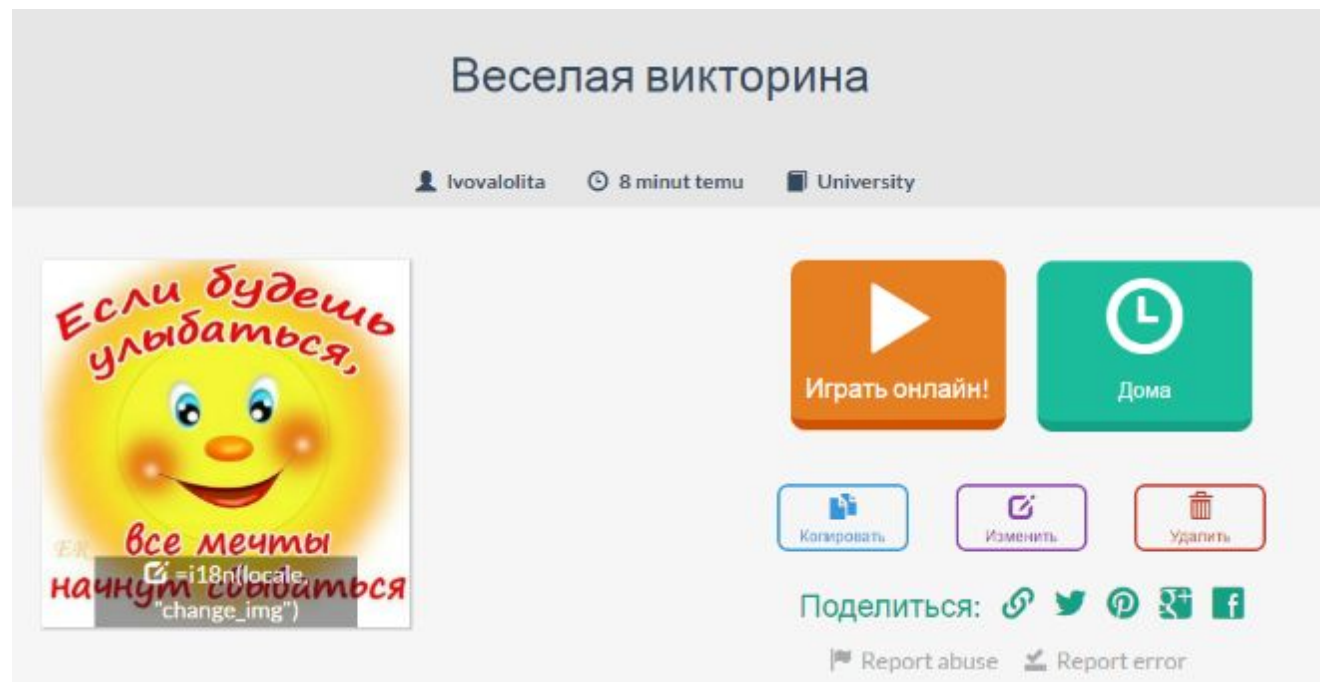 Веселая викторина
lvovalolita 8 minut temu University
Если будешь
улыбаться,
все мечты
ER
начнут сбываться
=i18n(locale,
"change_img")
Играть онлайн!
Дома
Копировать
Изменить
Удалить
Поделиться:
Report abuse Report error